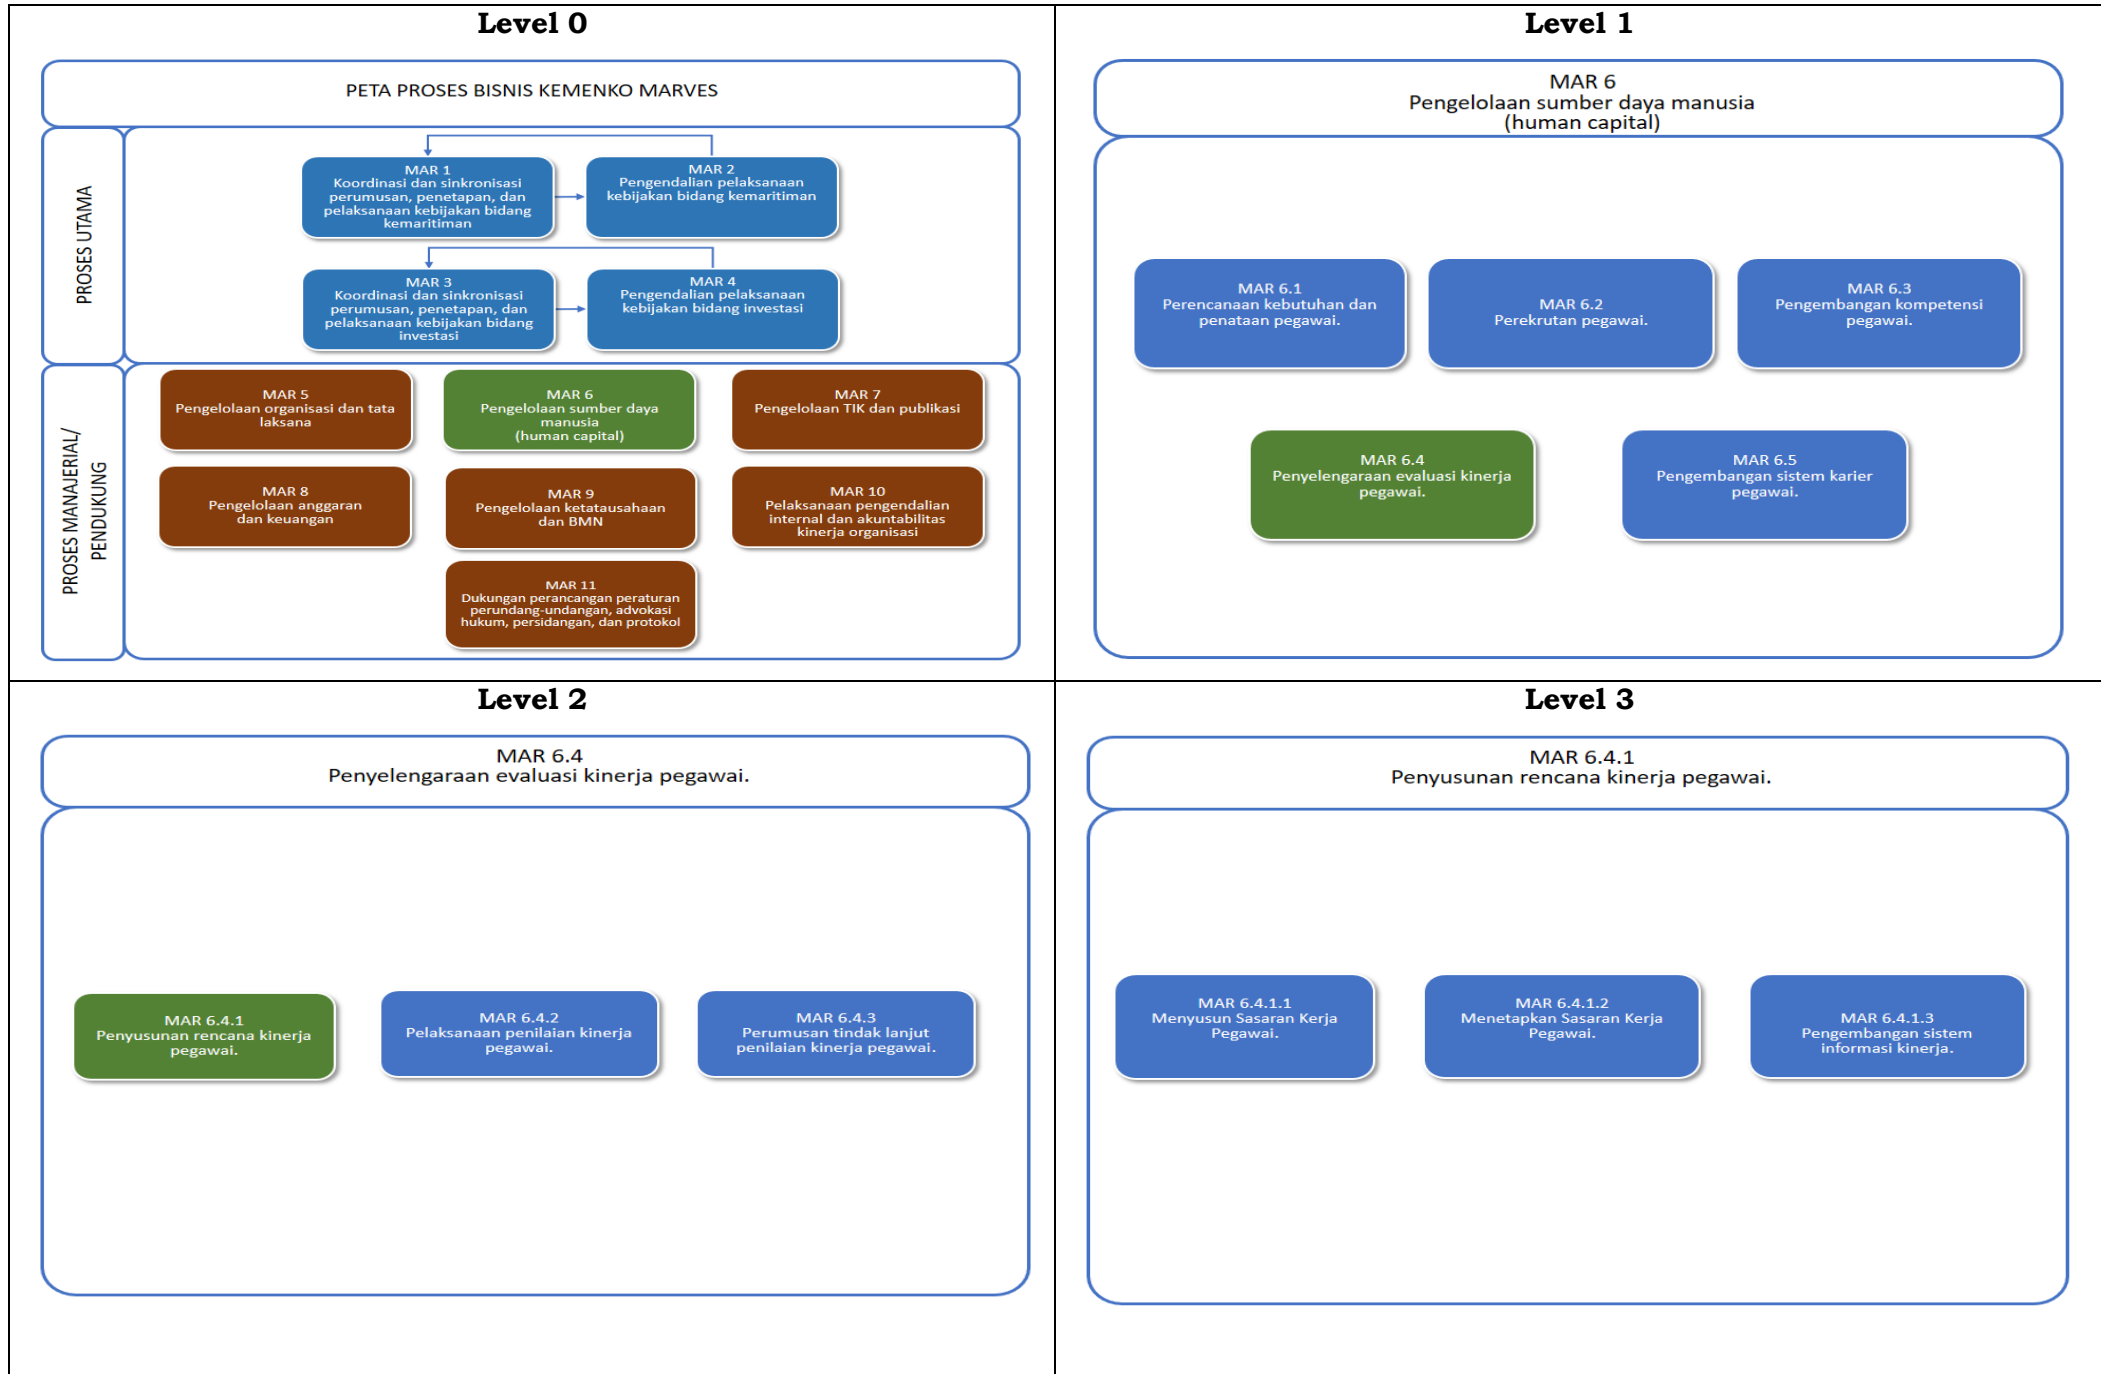 Level 0
PETA PROSES BISNIS KEMENKO MARVES
PROSES UTAMA
MAR 1
Koordinasi dan sinkronisasi
perumusan, penetapan, dan
pelaksanaan kebijakan bidang
kemaritiman
MAR 2
Pengendalian pelaksanaan
kebijakan bidang kemaritiman
MAR 3
Koordinasi dan sinkronisasi
perumusan, penetapan, dan
pelaksanaan kebijakan bidang
investasi
MAR 4
Pengendalian pelaksanaan
kebijakan bidang investasi
PROSES MANAJERIAL/
PENDUKUNG
MAR 5
Pengelolaan organisasi dan tata
laksana
MAR 6
Pengelolaan sumber daya
manusia
(human capital)
MAR 7
Pengelolaan TIK dan publikasi
MAR 8
Pengelolaan anggaran
dan keuangan
MAR 9
Pengelolaan ketatausahaan
dan BMN
MAR 10
Pelaksanaan pengendalian
internal dan akuntabilitas
kinerja organisasi
MAR 11
Dukungan perancangan peraturan
perundang-undangan, advokasi
hukum, persidangan, dan protokol
Level 1
MAR 6
Pengelolaan sumber daya manusia
(human capital)
MAR 6.1
Perencanaan kebutuhan dan
penataan pegawai.
MAR 6.2
Perekrutan pegawai.
MAR 6.3
Pengembangan kompetensi
pegawai.
MAR 6.4
Penyelengaraan evaluasi kinerja
pegawai.
MAR 6.5
Pengembangan sistem karier
pegawai.
Level 2
MAR 6.4
Penyelengaraan evaluasi kinerja pegawai.
MAR 6.4.1
Penyusunan rencana kinerja
pegawai.
MAR 6.4.2
Pelaksanaan penilaian kinerja
pegawai.
MAR 6.4.3
Perumusan tindak lanjut
penilaian kinerja pegawai.
Level 3
MAR 6.4.1
Penyusunan rencana kinerja pegawai.
MAR 6.4.1.1
Menyusun Sasaran Kerja
Pegawai.
MAR 6.4.1.2
Menetapkan Sasaran Kerja
Pegawai.
MAR 6.4.1.3
Pengembangan sistem
informasi kinerja.